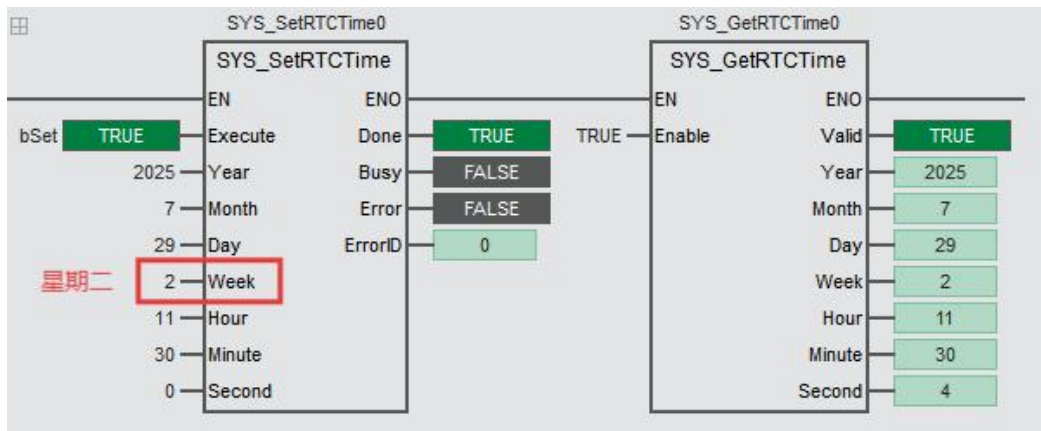 SYS_SetRTCTime0 SYS_GetRTCTime0
SYS_SetRTCTime SYS_GetRTCTime
EN ENO EN ENO
bSet TRUE Execute Done TRUE TRUE Enable Valid TRUE
2025 Year Busy FALSE Year 2025
7 Month Error FALSE Month 7
29 Day ErrorID 0 Day 29
星期二 2 Week Week 2
11 Hour Hour 11
30 Minute Minute 30
0 Second Second 4